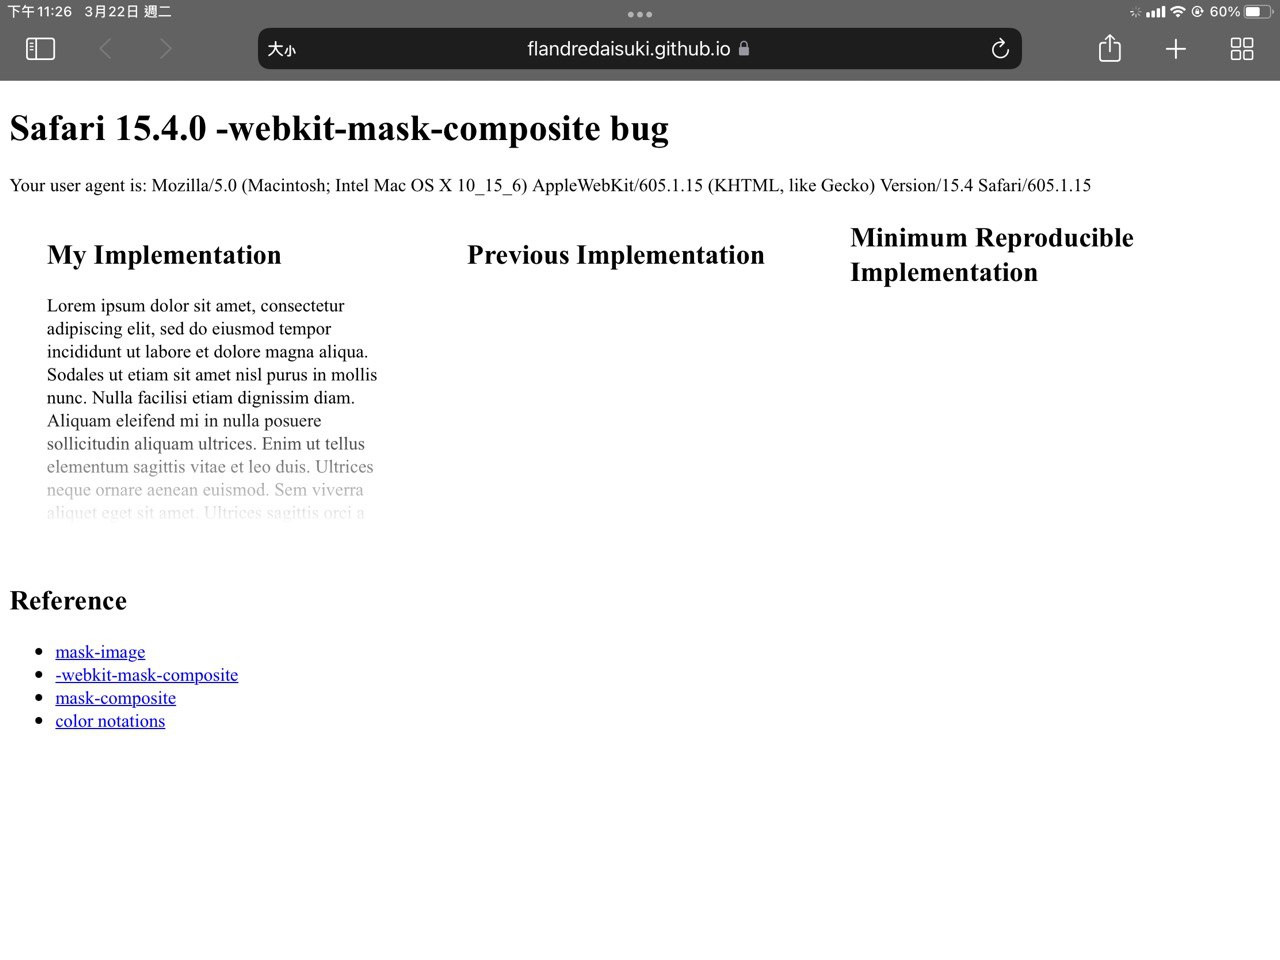 下午11:26 3月22日 週二
60%
大小
flandredaisuki.github.io
Safari 15.4.0 -webkit-mask-composite bug
Your user agent is: Mozilla/5.0 (Macintosh; Intel Mac OS X 10_15_6) AppleWebKit/605.1.15 (KHTML, like Gecko) Version/15.4 Safari/605.1.15
My Implementation
Lorem ipsum dolor sit amet, consectetur
adipiscing elit, sed do eiusmod tempor
incididunt ut labore et dolore magna aliqua.
Sodales ut etiam sit amet nisl purus in mollis
nunc. Nulla facilisi etiam dignissim diam.
Aliquam eleifend mi in nulla posuere
sollicitudin aliquam ultrices. Enim ut tellus
elementum sagittis vitae et leo duis. Ultrices
neque ornare aenean euismod. Sem viverra
aliquet eget sit amet. Ultrices sagittis orci a
Previous Implementation
Minimum Reproducible
Implementation
Reference
mask-image
-webkit-mask-composite
mask-composite
color notations